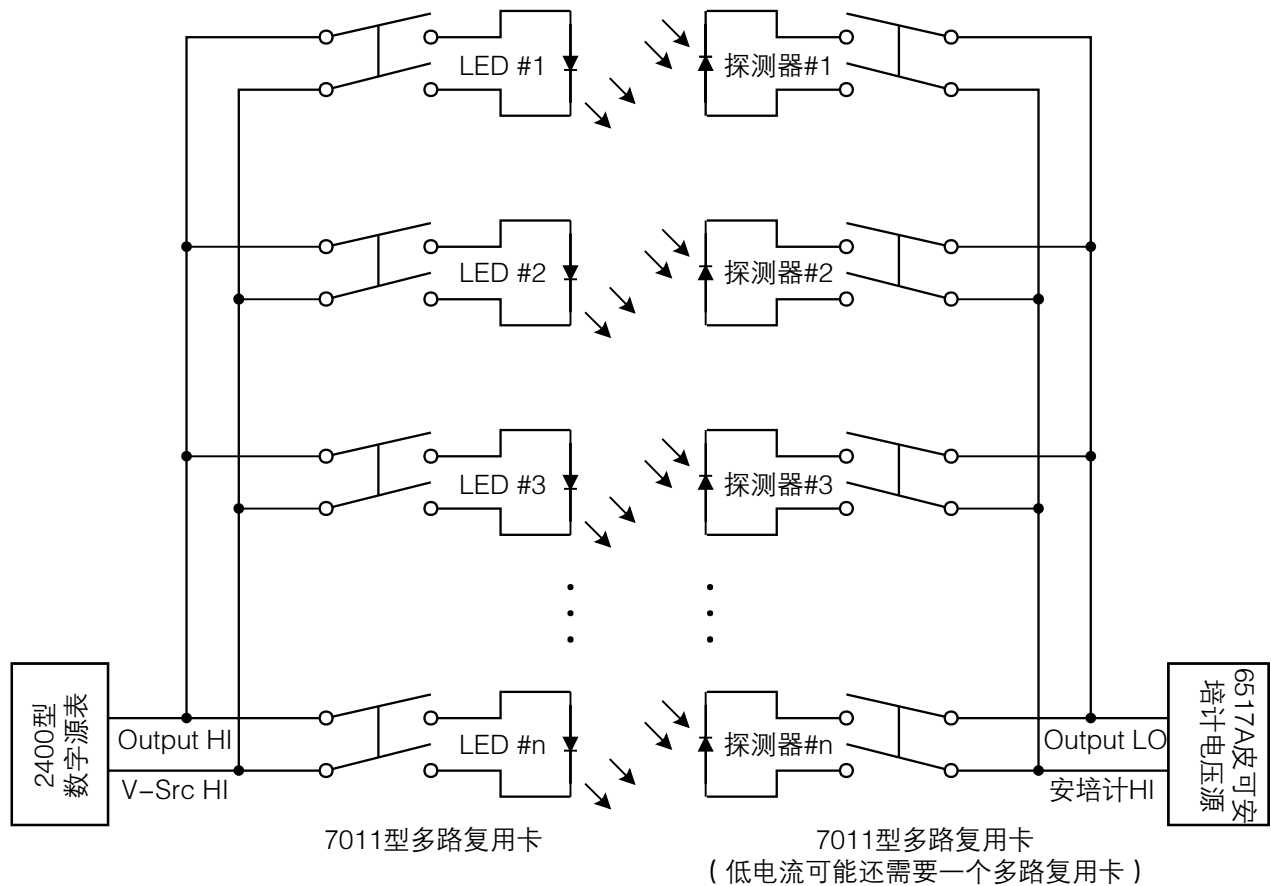 LED #1
探测器#1
LED #2
探测器#2
LED #3
探测器#3
2400型
数字源表
Output HI
V–Src HI
LED #n
探测器#n
Output LO
安培计HI
6517A皮可安
培计电压源
7011型多路复用卡
7011型多路复用卡
(低电流可能还需要一个多路复用卡)